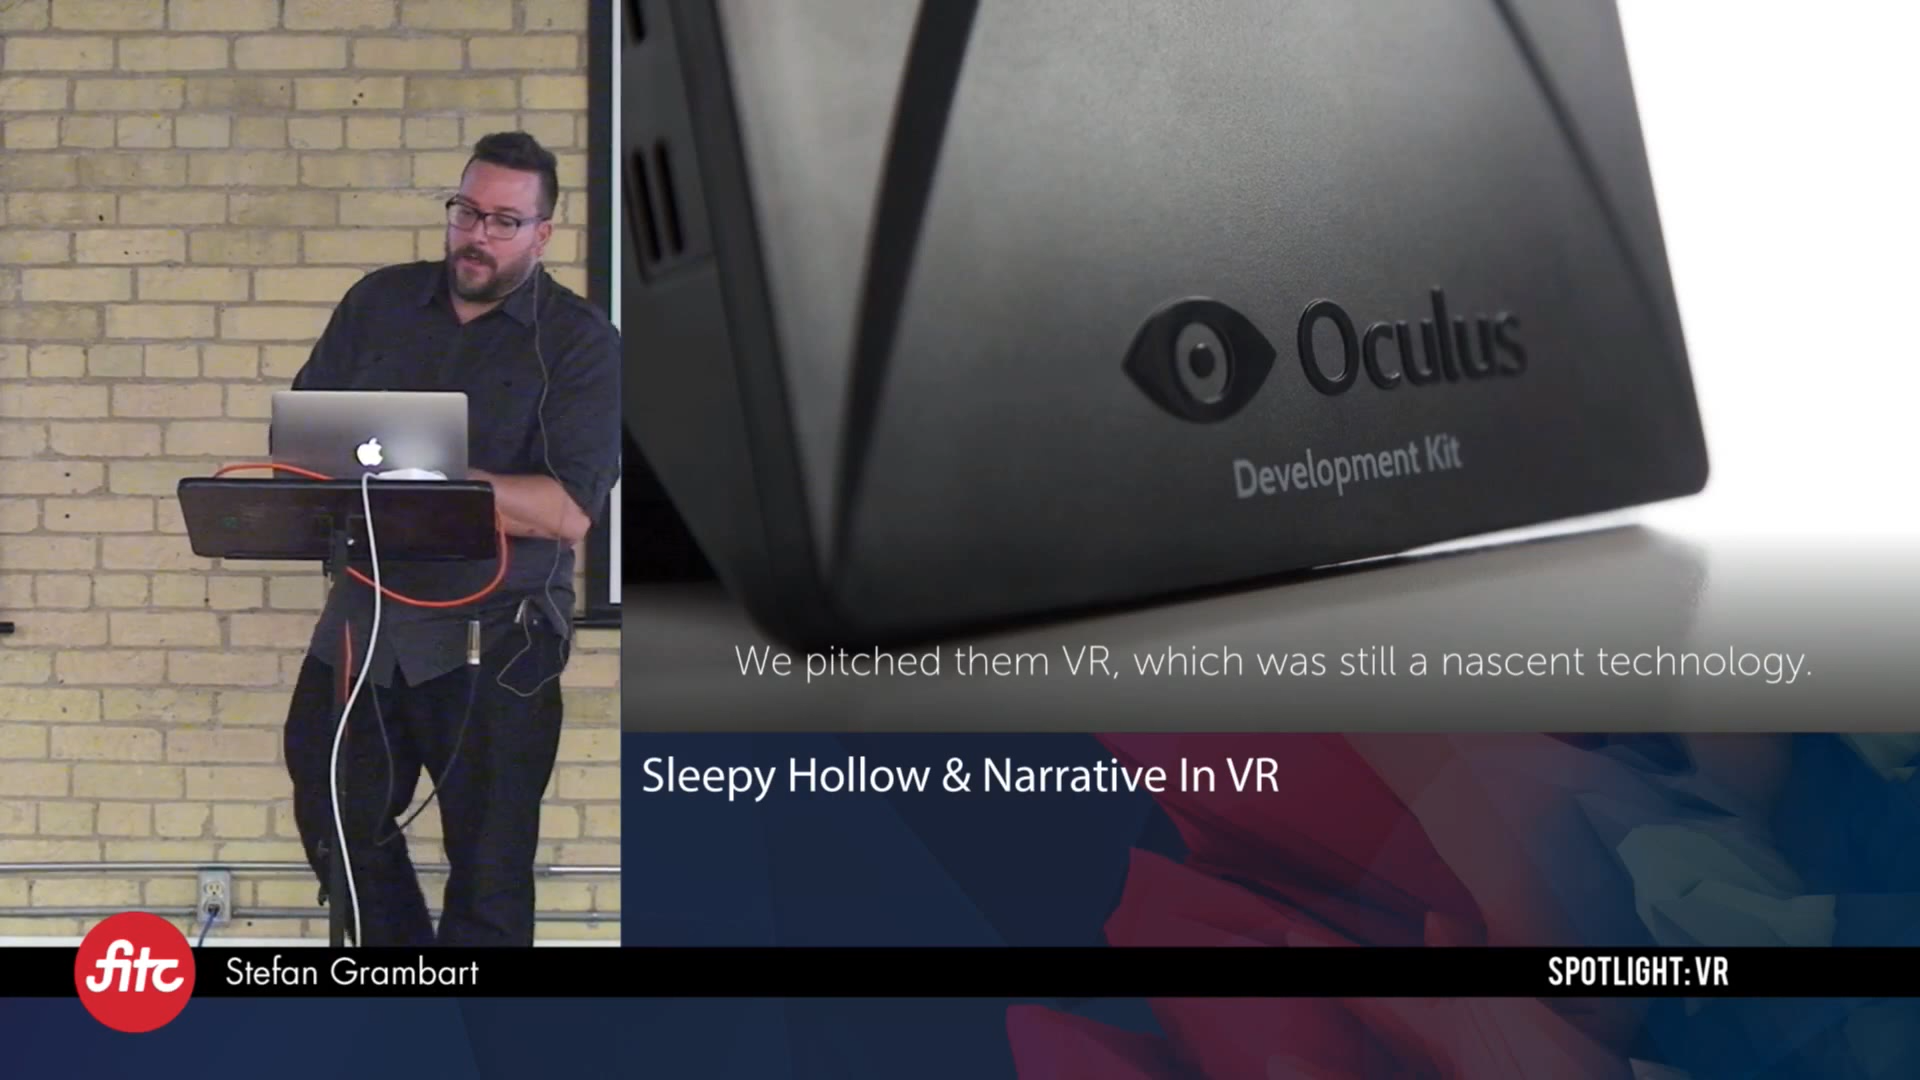 Oculus
Development Kit
We pitched them VR, which was still a nascent technology.
Sleepy Hollow & Narrative In VR
fitc
Stefan Grambart
SPOTLIGHT: VR